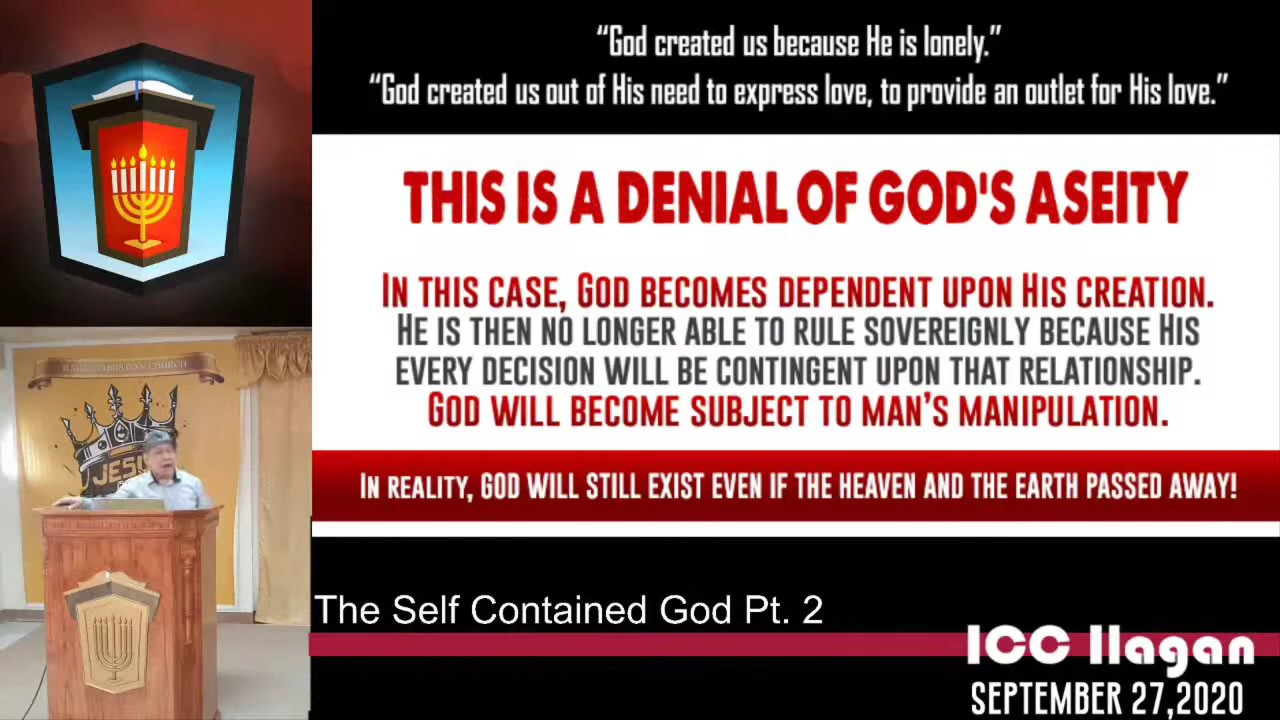 “God created us because He is lonely.”
“God created us out of His need to express love, to provide an outlet for His love.”
THIS IS A DENIAL OF GOD'S ASEITY
IN THIS CASE, GOD BECOMES DEPENDENT UPON HIS CREATION.
HE IS THEN NO LONGER ABLE TO RULE SOVEREIGNLY BECAUSE HIS
EVERY DECISION WILL BE CONTINGENT UPON THAT RELATIONSHIP.
GOD WILL BECOME SUBJECT TO MAN’S MANIPULATION.
IN REALITY, GOD WILL STILL EXIST EVEN IF THE HEAVEN AND THE EARTH PASSED AWAY!
CHURCH
JESU
The Self Contained God Pt. 2
ICC Ilagan
SEPTEMBER 27,2020